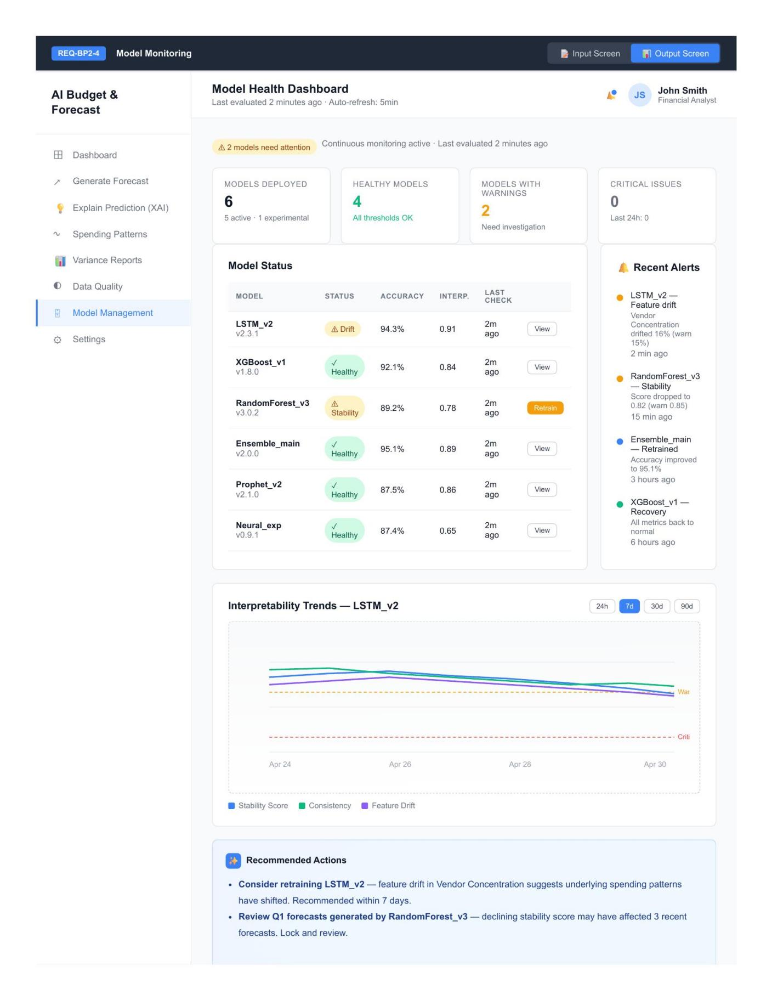 REQ-BP2-4 Model Monitoring
Input Screen Output Screen
AI Budget &
Forecast
Dashboard
Generate Forecast
Explain Prediction (XAI)
Spending Patterns
Variance Reports
Data Quality
Model Management
Settings
Model Health Dashboard
Last evaluated 2 minutes ago · Auto-refresh: 5min
JS
John Smith
Financial Analyst
⚠ 2 models need attention
Continuous monitoring active · Last evaluated 2 minutes ago
MODELS DEPLOYED
6
5 active · 1 experimental
HEALTHY MODELS
4
All thresholds OK
MODELS WITH
WARNINGS
2
Need investigation
CRITICAL ISSUES
0
Last 24h: 0
Model Status
MODEL STATUS ACCURACY INTERP. LAST
CHECK
LSTM_v2
v2.3.1
⚠ Drift
94.3%
0.91
2m
ago
View
XGBoost_v1
v1.8.0
✓
Healthy
92.1%
0.84
2m
ago
View
RandomForest_v3
v3.0.2
⚠
Stability
89.2%
0.78
2m
ago
Retrain
Ensemble_main
v2.0.0
✓
Healthy
95.1%
0.89
2m
ago
View
Prophet_v2
v2.1.0
✓
Healthy
87.5%
0.86
2m
ago
View
Neural_exp
v0.9.1
✓
Healthy
87.4%
0.65
2m
ago
View
Recent Alerts
LSTM_v2 —
Feature drift
Vendor
Concentration
drifted 16% (warn
15%)
2 min ago
RandomForest_v3
— Stability
Score dropped to
0.82 (warn 0.85)
15 min ago
Ensemble_main
— Retrained
Accuracy improved
to 95.1%
3 hours ago
XGBoost_v1 —
Recovery
All metrics back to
normal
6 hours ago
Interpretability Trends — LSTM_v2
24h 7d 30d 90d
War
Criti
Apr 24 Apr 26 Apr 28 Apr 30
Stability Score Consistency Feature Drift
Recommended Actions
• Consider retraining LSTM_v2 — feature drift in Vendor Concentration suggests underlying spending patterns
have shifted. Recommended within 7 days.
• Review Q1 forecasts generated by RandomForest_v3 — declining stability score may have affected 3 recent
forecasts. Lock and review.